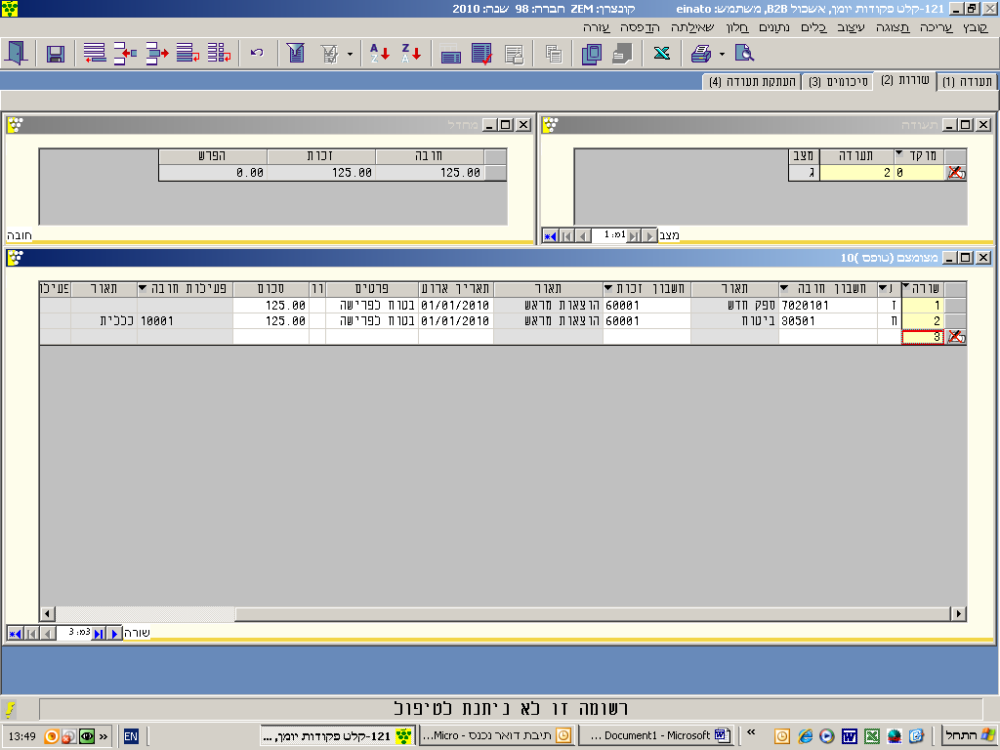 121-קלט פקודות יומן, אשכול B2B, משתמש: einato קונצרן: ZEM חברה: 98 שנה: 2010
קובץ עריכה תצוגה עיצוב כלים נתונים חלון שאילתה הדפסה עזרה
תעודה (1) שורות (2) סיכומים (3) העתקת תעודה (4)
תעודה
מוקד תעודה מצב
0 2 ג
מצב 1מ: 1
מחדל
חובה זכות הפרש
125.00 125.00 0.00
חובה
מצומצם (טופס )10
שורה נ חשבון חובה תאור חשבון זכות תאור תאריך ארוע פרטים וו סכום פעילות חובה תאור פעילכ
1 ז 7020101 ספק חדש 60001 הוצאות מראש 01/01/2010 בטוח לפרישה 125.00
2 ח 30501 ביטוח 60001 הוצאות מראש 01/01/2010 בטוח לפרישה 125.00 10001 כללית
3
שורה 3מ: 3
רשומה זו לא ניתנת לטיפול
התחל
Document1 - Microsoft ...
תיבת דואר נכנס - Micro...
121-קלט פקודות יומן, ...
EN
13:49